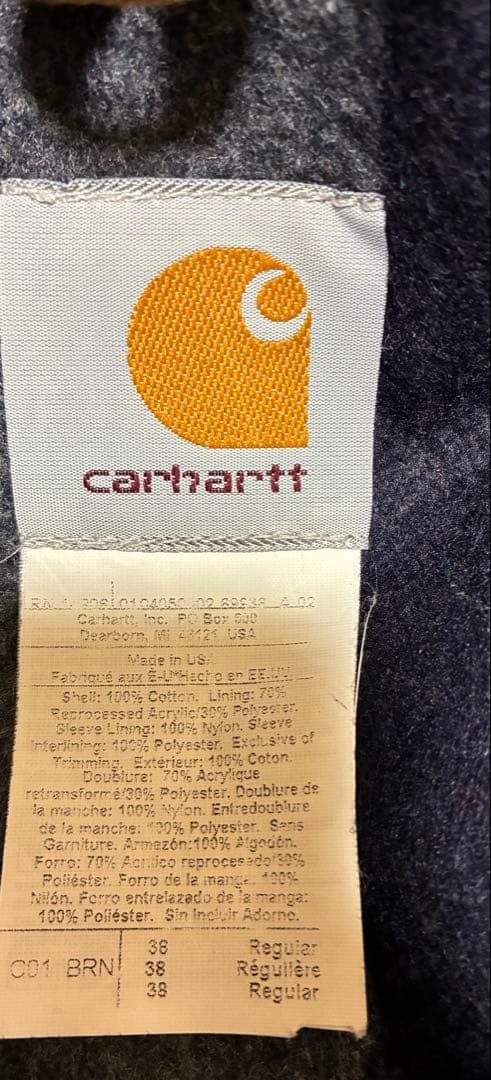 carhartt
Carhartt, Inc. PO Box 600
Dearborn, MI 48121 USA
Made in USA
Fabriqué aux E-U*Hecho en EE.UU.
Shell: 100% Cotton. Lining: 70%
Reprocessed Acrylic/30% Polyester.
Sleeve Lining: 100% Nylon. Sleeve
Interlining: 100% Polyester. Exclusive of
Trimming. Extérieur: 100% Coton.
Doublure: 70% Acrylique
retransformé/30% Polyester. Doublure de
la manche: 100% Nylon. Entredoublure
de la manche: 100% Polyester. Sans
Garniture. Armezón:100% Algodón.
Forro: 70% Acrilico reprocesado/30%
Poliéster. Forro de la manga: 100%
Nilón. Forro entrelazado de la manga:
100% Poliéster. Sin Incluir Adorno.
38 Regular
C01 BRN 38 Régulière
38 Regular